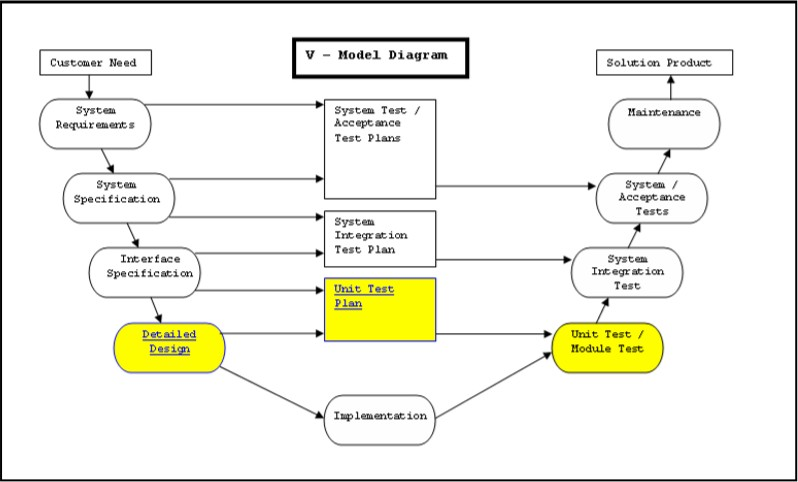 V - Model Diagram
Customer Need
Solution Product
System
Requirements
System Test /
Acceptance
Test Plans
Maintenance
System
Specification
System /
Acceptance
Tests
System
Integration
Test Plan
Interface
Specification
System
Integration
Test
Unit Test
Plan
Detailed
Design
Unit Test /
Module Test
Implementation